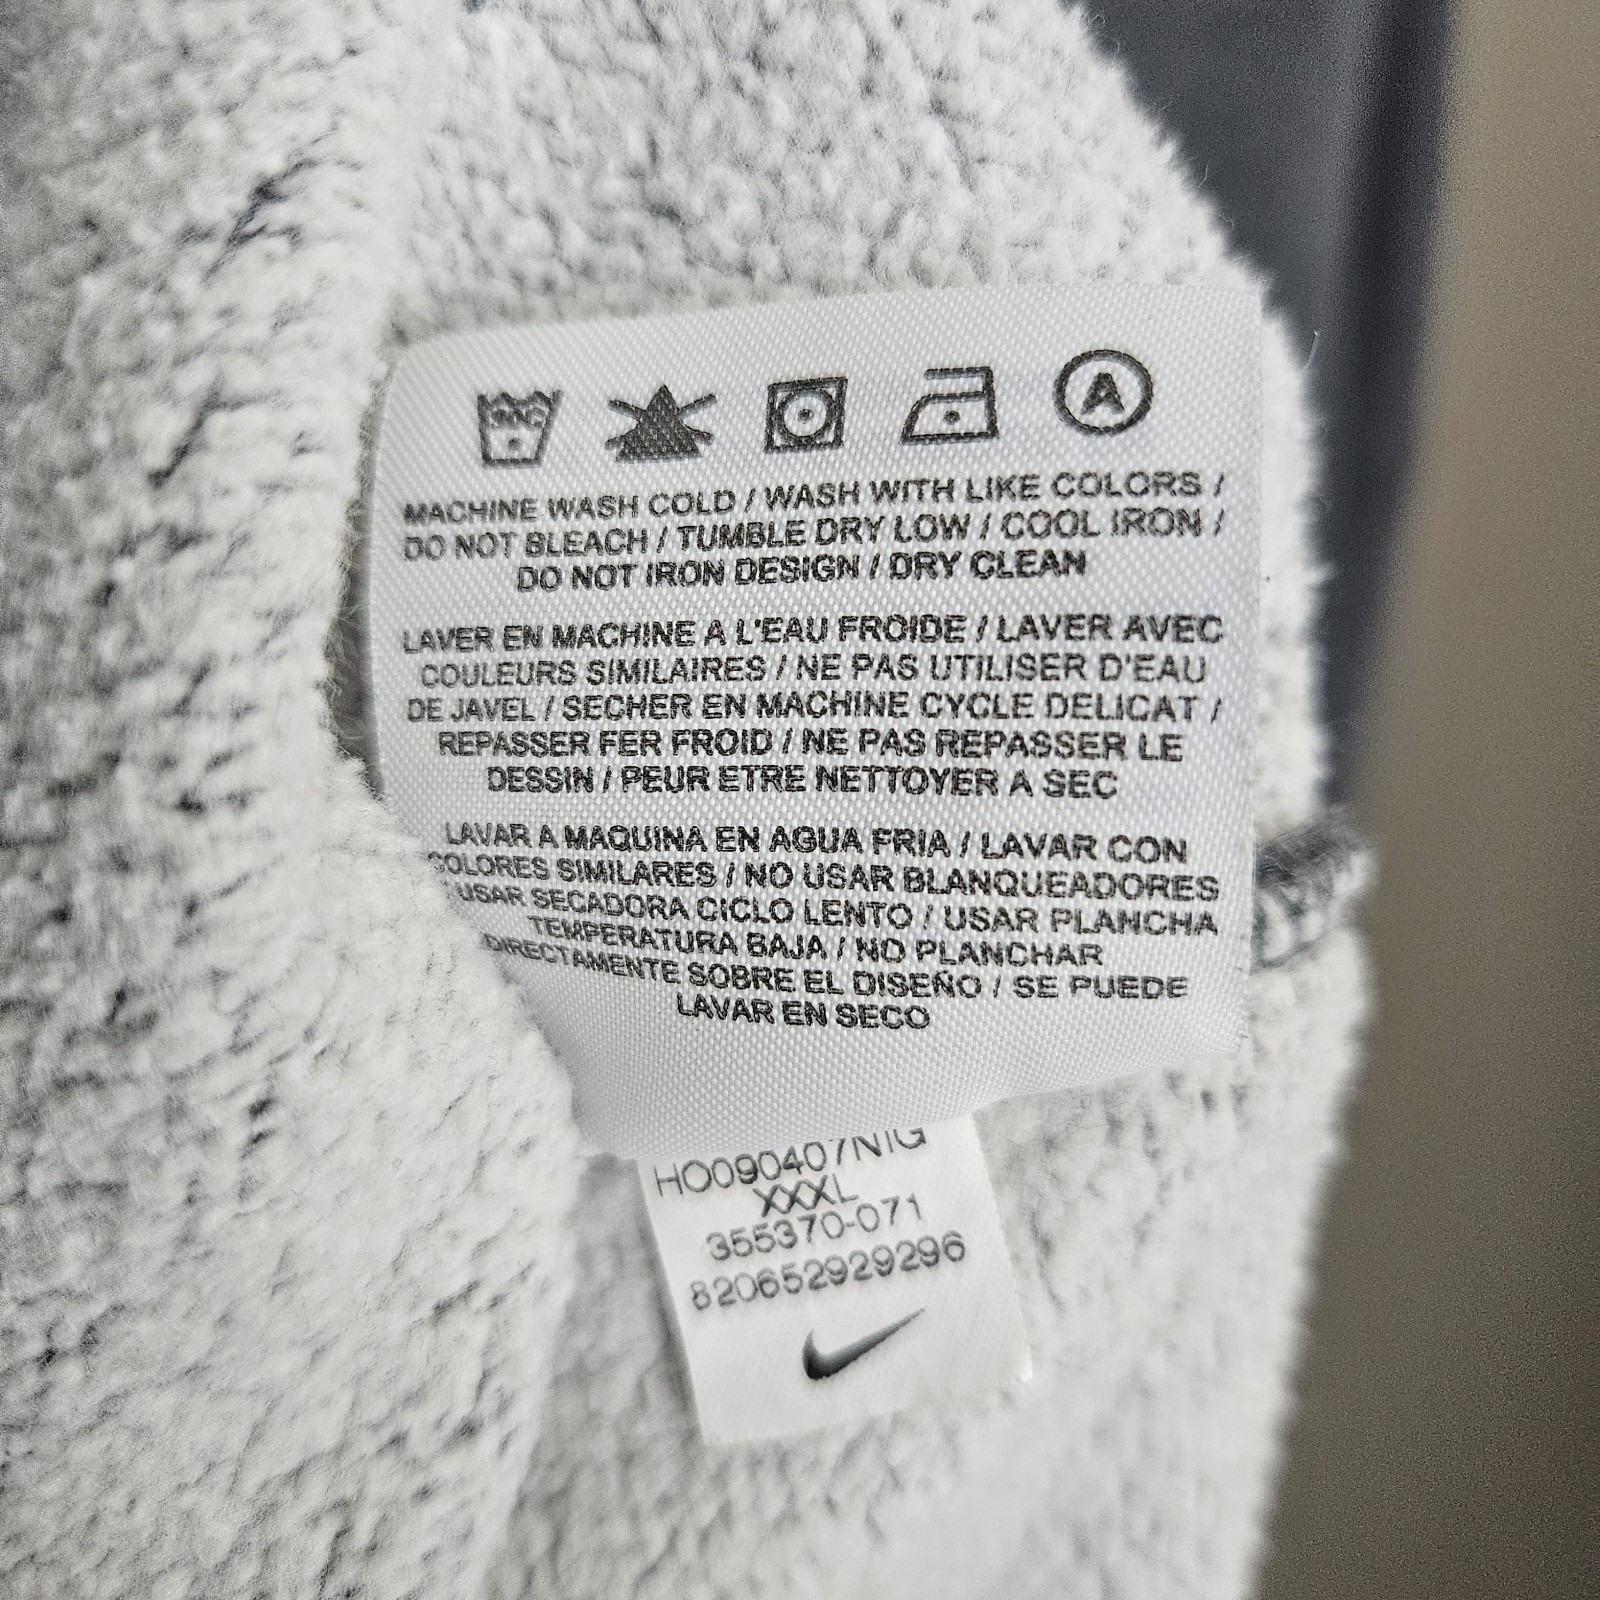 30C
A
MACHINE WASH COLD / WASH WITH LIKE COLORS /
DO NOT BLEACH / TUMBLE DRY LOW / COOL IRON /
DO NOT IRON DESIGN / DRY CLEAN
LAVER EN MACHINE A L'EAU FROIDE / LAVER AVEC
COULEURS SIMILAIRES / NE PAS UTILISER D'EAU
DE JAVEL / SECHER EN MACHINE CYCLE DELICAT /
REPASSER FER FROID / NE PAS REPASSER LE
DESSIN / PEUR ETRE NETTOYER A SEC
LAVAR A MAQUINA EN AGUA FRIA / LAVAR CON
COLORES SIMILARES / NO USAR BLANQUEADORES
USAR SECADORA CICLO LENTO / USAR PLANCHA
TEMPERATURA BAJA / NO PLANCHAR
DIRECTAMENTE SOBRE EL DISEÑO / SE PUEDE
LAVAR EN SECO
HO090407NIG
XXXL
355370-071
820652929296